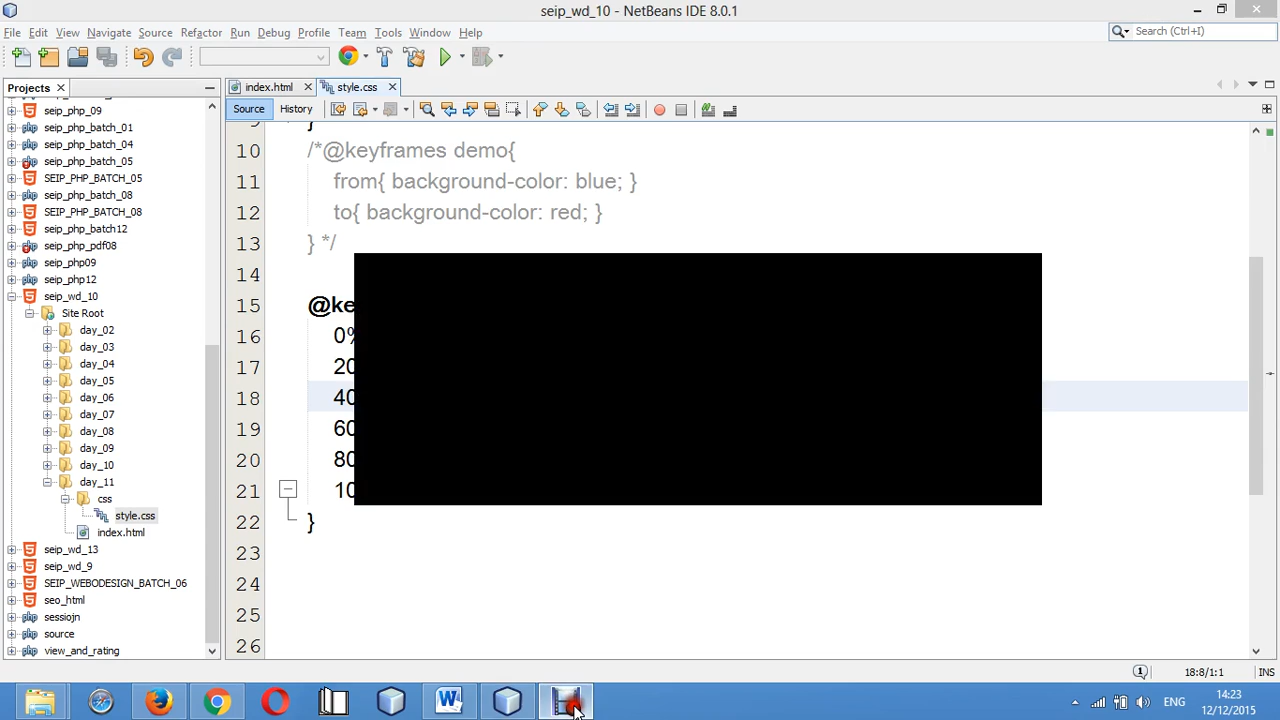 seip_wd_10 - NetBeans IDE 8.0.1
File Edit View Navigate Source Refactor Run Debug Profile Team Tools Window Help
Search (Ctrl+I)
Projects
index.html
style.css
Source
History
seip_php_09
seip_php_batch_01
seip_php_batch_04
seip_php_batch_05
SEIP_PHP_BATCH_05
seip_php_batch_08
SEIP_PHP_BATCH_08
seip_php_batch12
seip_php_pdf08
seip_php09
seip_php12
seip_wd_10
Site Root
day_02
day_03
day_04
day_05
day_06
day_07
day_08
day_09
day_10
day_11
css
style.css
index.html
seip_wd_13
seip_wd_9
SEIP_WEBODESIGN_BATCH_06
seo_html
sessiojn
source
view_and_rating
}
10 /*@keyframes demo{
11 from{ background-color: blue; }
12 to{ background-color: red; }
13 } */
14
15 @ke
16 0%
17 20
18 40
19 60
20 80
21 10
22 }
23
24
25
26
18:8/1:1
INS
ENG
14:23
12/12/2015